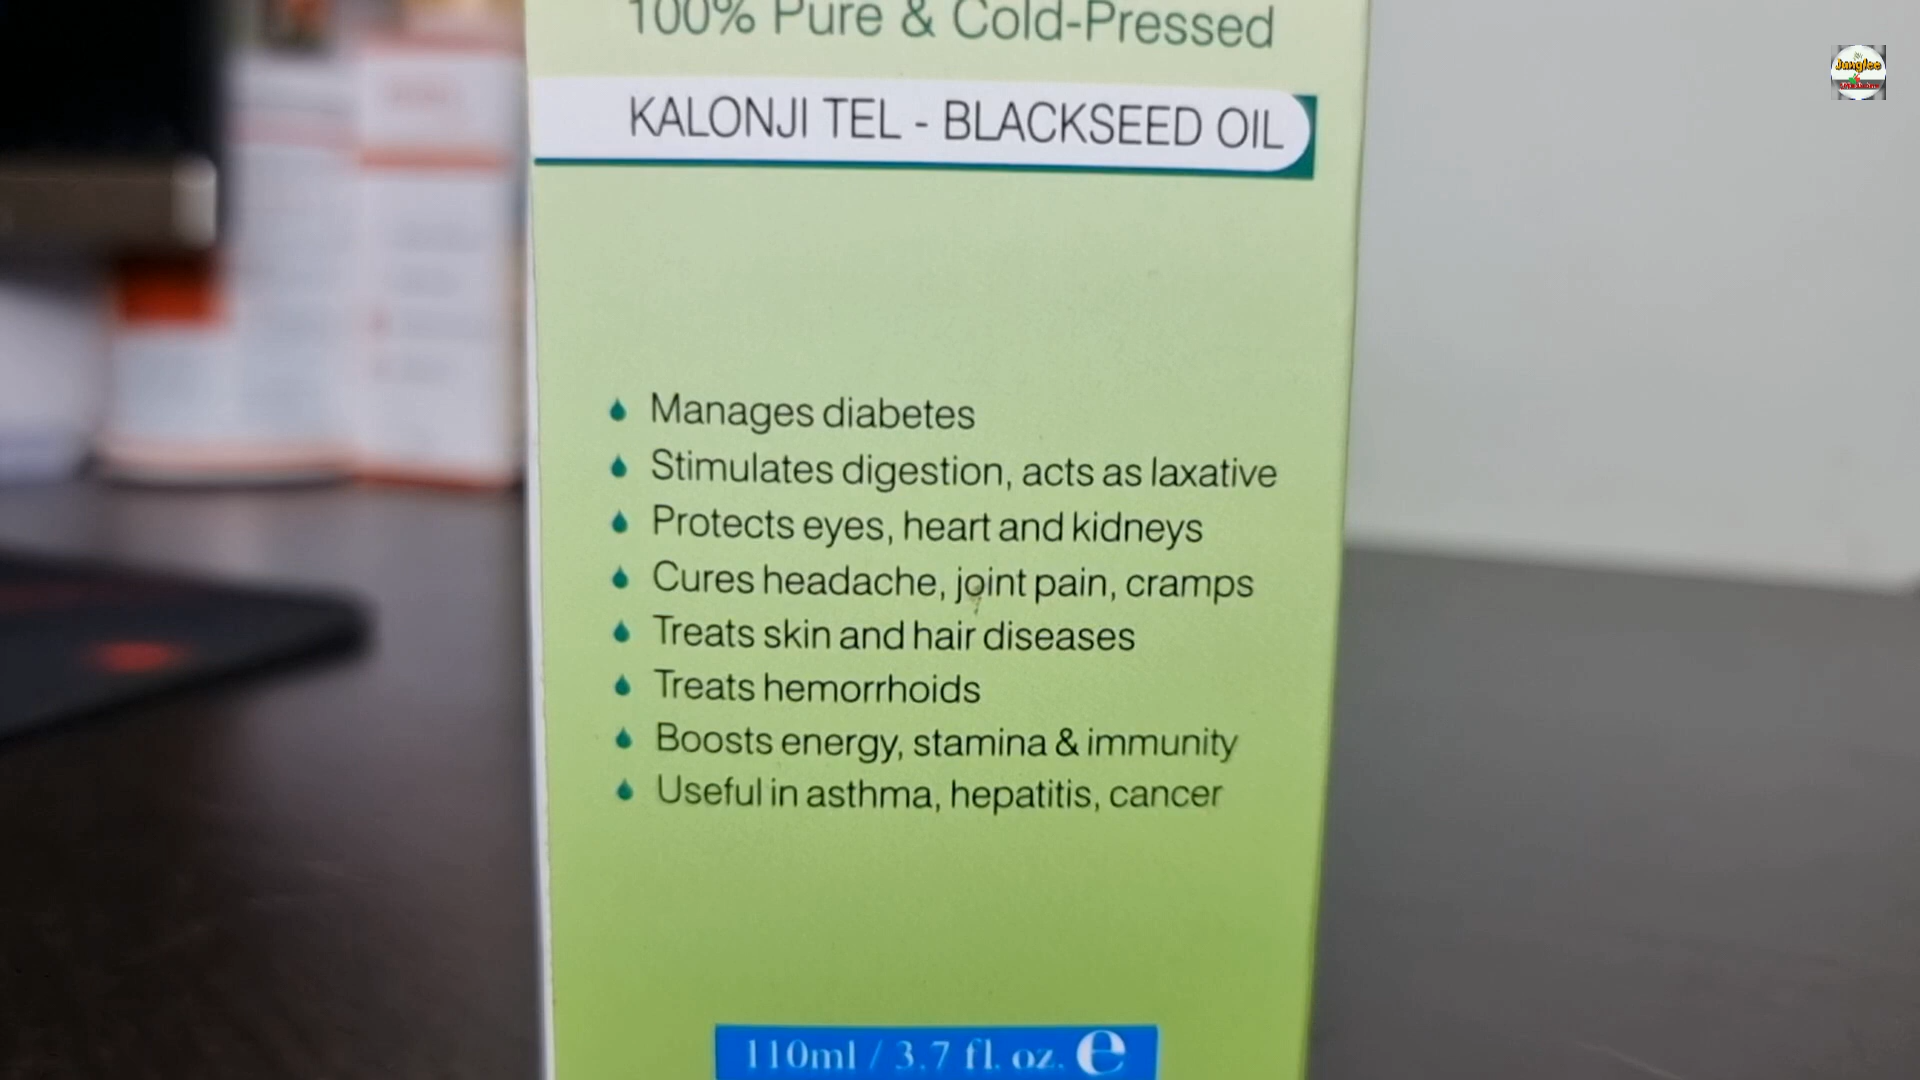 100% Pure & Cold-Pressed
Janglee
KALONJI TEL - BLACKSEED OIL
Manages diabetes
Stimulates digestion, acts as laxative
Protects eyes, heart and kidneys
Cures headache, joint pain, cramps
Treats skin and hair diseases
Treats hemorrhoids
Boosts energy, stamina & immunity
Useful in asthma, hepatitis, cancer
110ml / 3.7 fl. oz. e